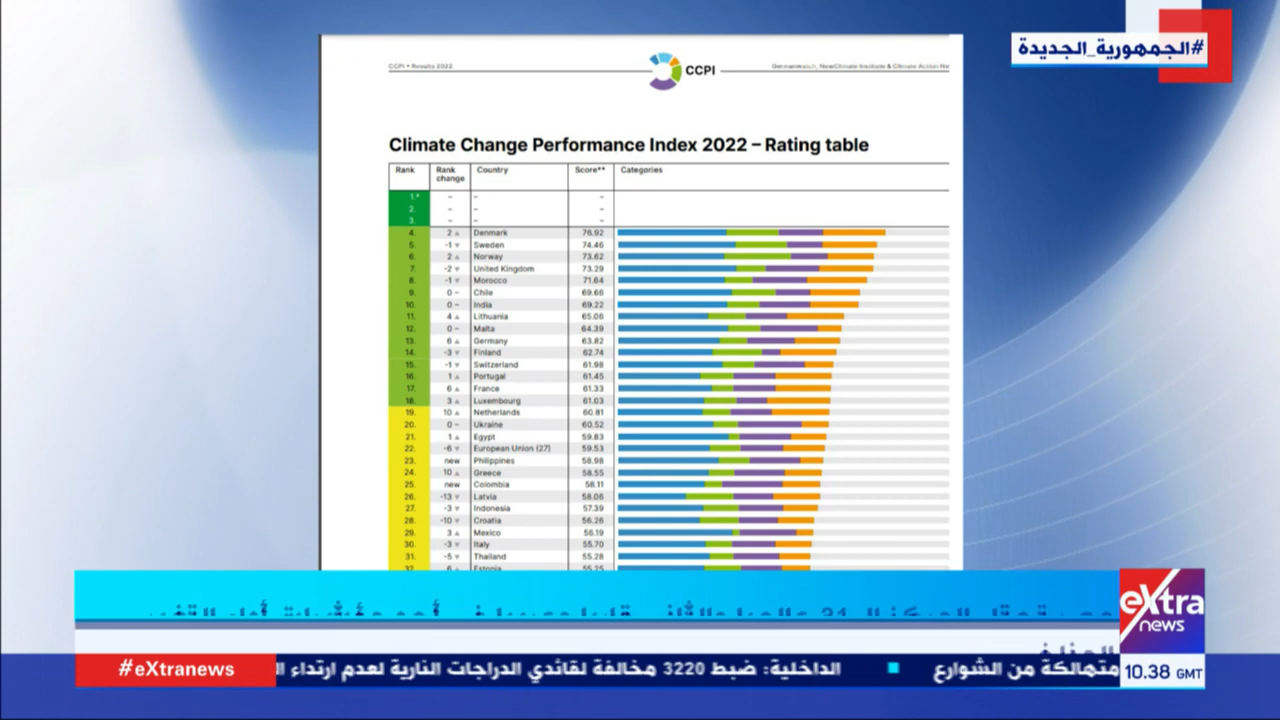 #الجمهورية_الجديدة
CCPI • Results 2022
CCPI
Germanwatch, NewClimate Institute & Climate Action Ne
Climate Change Performance Index 2022 – Rating table
Rank Rank change Country Score** Categories
1.* – – –
2. – – –
3. – – –
4. 2 ▲ Denmark 76.92
5. -1 ▼ Sweden 74.46
6. 2 ▲ Norway 73.62
7. -2 ▼ United Kingdom 73.29
8. -1 ▼ Morocco 71.64
9. 0 – Chile 69.66
10. 0 – India 69.22
11. 4 ▲ Lithuania 65.06
12. 0 – Malta 64.39
13. 6 ▲ Germany 63.82
14. -3 ▼ Finland 62.74
15. -1 ▼ Switzerland 61.98
16. 1 ▲ Portugal 61.45
17. 6 ▲ France 61.33
18. 3 ▲ Luxembourg 61.03
19. 10 ▲ Netherlands 60.81
20. 0 – Ukraine 60.52
21. 1 ▲ Egypt 59.83
22. -6 ▼ European Union (27) 59.53
23. new Philippines 58.98
24. 10 ▲ Greece 58.55
25. new Colombia 58.11
26. -13 ▼ Latvia 58.06
27. -3 ▼ Indonesia 57.39
28. -10 ▼ Croatia 56.26
29. 3 ▲ Mexico 56.19
30. -3 ▼ Italy 55.70
31. -5 ▼ Thailand 55.28
32. 6 ▲ Estonia 55.25
eXtra news
#eXtranews
متهالكة من الشوارع ■ الداخلية: ضبط 3220 مخالفة لقائدي الدراجات النارية لعدم ارتداء ال
10.38 GMT